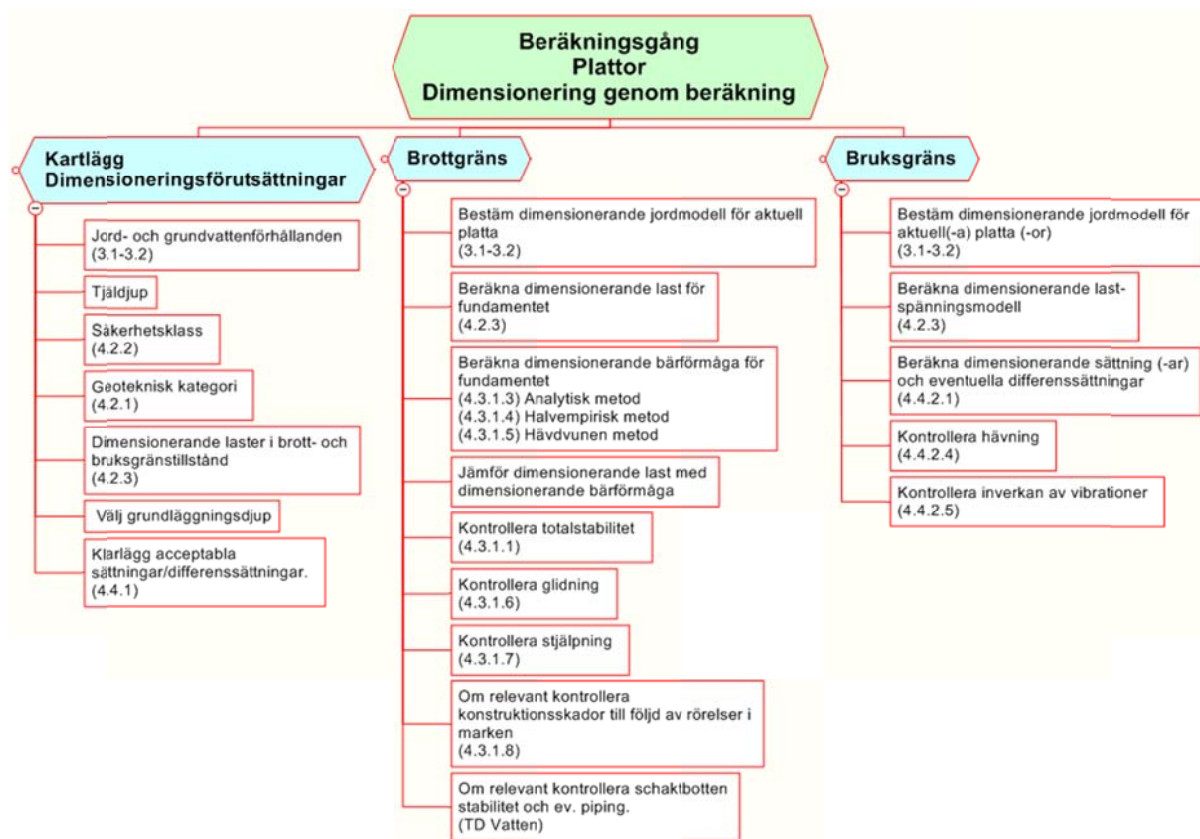 Beräkningsgång
Plattor
Dimensionering genom beräkning
Kartlägg
Dimensioneringsförutsättningar
Jord- och grundvattenförhållanden
(3.1-3.2)
Tjäldjup
Säkerhetsklass
(4.2.2)
Geoteknisk kategori
(4.2.1)
Dimensionerande laster i brott- och
bruksgränstillstånd
(4.2.3)
Välj grundläggningsdjup
Klarlägg acceptabla
sättningar/differenssättningar.
(4.4.1)
Brottgräns
Bestäm dimensionerande jordmodell för aktuell
platta
(3.1-3.2)
Beräkna dimensionerande last för
fundamentet
(4.2.3)
Beräkna dimensionerande bärförmåga för
fundamentet
(4.3.1.3) Analytisk metod
(4.3.1.4) Halvempirisk metod
(4.3.1.5) Hävdvunen metod
Jämför dimensionerande last med
dimensionerande bärförmåga
Kontrollera totalstabilitet
(4.3.1.1)
Kontrollera glidning
(4.3.1.6)
Kontrollera stjälpning
(4.3.1.7)
Om relevant kontrollera
konstruktionsskador till följd av rörelser i
marken
(4.3.1.8)
Om relevant kontrollera schaktbotten
stabilitet och ev. piping.
(TD Vatten)
Bruksgräns
Bestäm dimensionerande jordmodell för
aktuell(-a) platta (-or)
(3.1-3.2)
Beräkna dimensionerande last-
spänningsmodell
(4.2.3)
Beräkna dimensionerande sättning (-ar)
och eventuella differenssättningar
(4.4.2.1)
Kontrollera hävning
(4.4.2.4)
Kontrollera inverkan av vibrationer
(4.4.2.5)